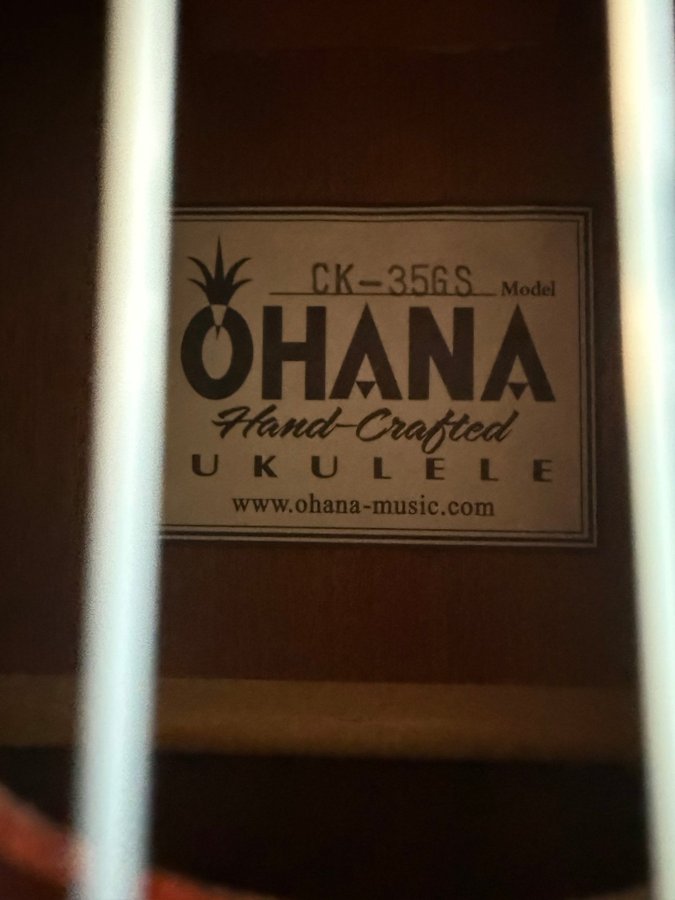 CK-35GS Model
OHANA
Hand-Crafted
UKULELE
www.ohana-music.com